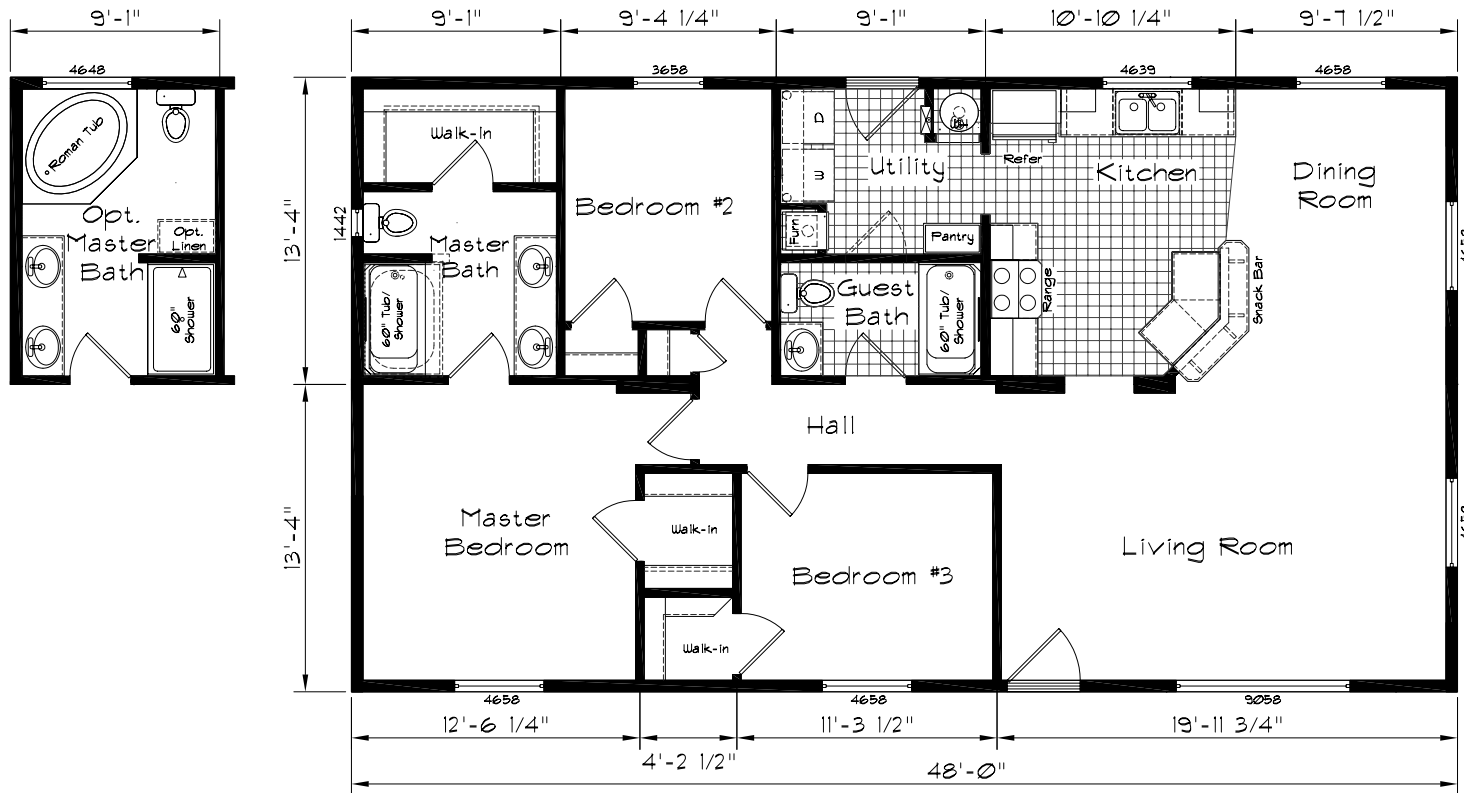 9'-1"
9'-1"
9'-4 1/4"
9'-1"
10'-10 1/4"
9'-7 1/2"
4648
3658
4639
4658
Roman Tub
Opt.
Master
Bath
Opt.
Linen
60"
Shower
13'-4"
1442
Walk-In
Master
Bath
60" Tub/
Shower
Bedroom #2
D
W
Utility
Furn
Pantry
Guest
Bath
60" Tub/
Shower
Refer
Kitchen
Range
Snack Bar
Dining
Room
Hall
13'-4"
Master
Bedroom
Walk-in
Walk-in
Bedroom #3
Living Room
4658
4658
9058
12'-6 1/4"
4'-2 1/2"
11'-3 1/2"
19'-11 3/4"
48'-0"